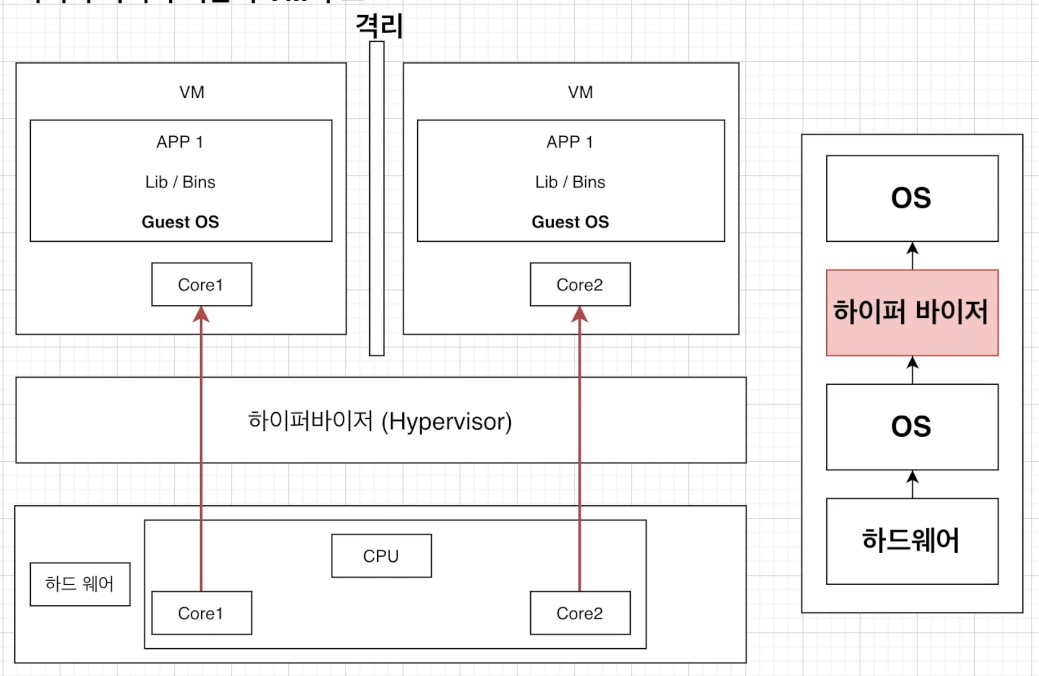 격리
VM
APP 1
Lib / Bins
Guest OS
Core1
VM
APP 1
Lib / Bins
Guest OS
Core2
하이퍼바이저 (Hypervisor)
하드 웨어
CPU
Core1
Core2
OS
하이퍼 바이저
OS
하드웨어